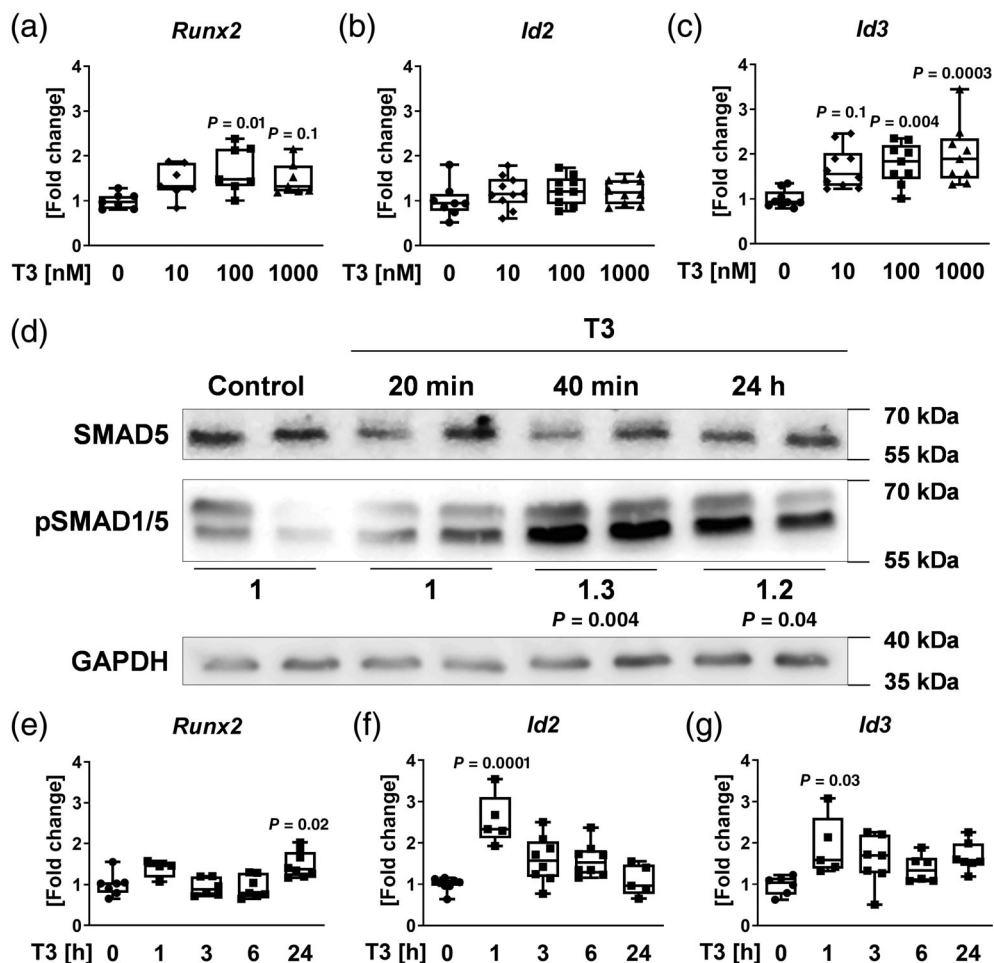 (a) Runx2
[Fold change]
4
3
2
1
0
P = 0.01
P = 0.1
T3 [nM] 0 10 100 1000
(b) Id2
[Fold change]
4
3
2
1
0
T3 [nM] 0 10 100 1000
(c) Id3
[Fold change]
4
3
2
1
0
P = 0.1
P = 0.004
P = 0.0003
T3 [nM] 0 10 100 1000
(d)
T3
Control 20 min 40 min 24 h
SMAD5
70 kDa
55 kDa
pSMAD1/5
70 kDa
55 kDa
1 1 1.3 1.2
P = 0.004 P = 0.04
GAPDH
40 kDa
35 kDa
(e) Runx2
[Fold change]
4
3
2
1
0
P = 0.02
T3 [h] 0 1 3 6 24
(f) Id2
[Fold change]
4
3
2
1
0
P = 0.0001
T3 [h] 0 1 3 6 24
(g) Id3
[Fold change]
4
3
2
1
0
P = 0.03
T3 [h] 0 1 3 6 24